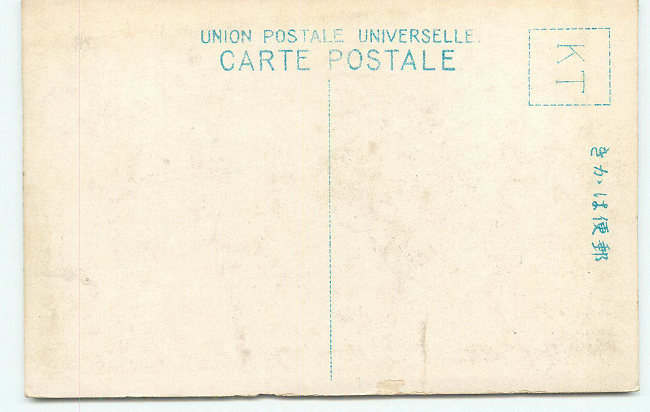 UNION POSTALE UNIVERSELLE.
CARTE POSTALE
KT
郵便はかき